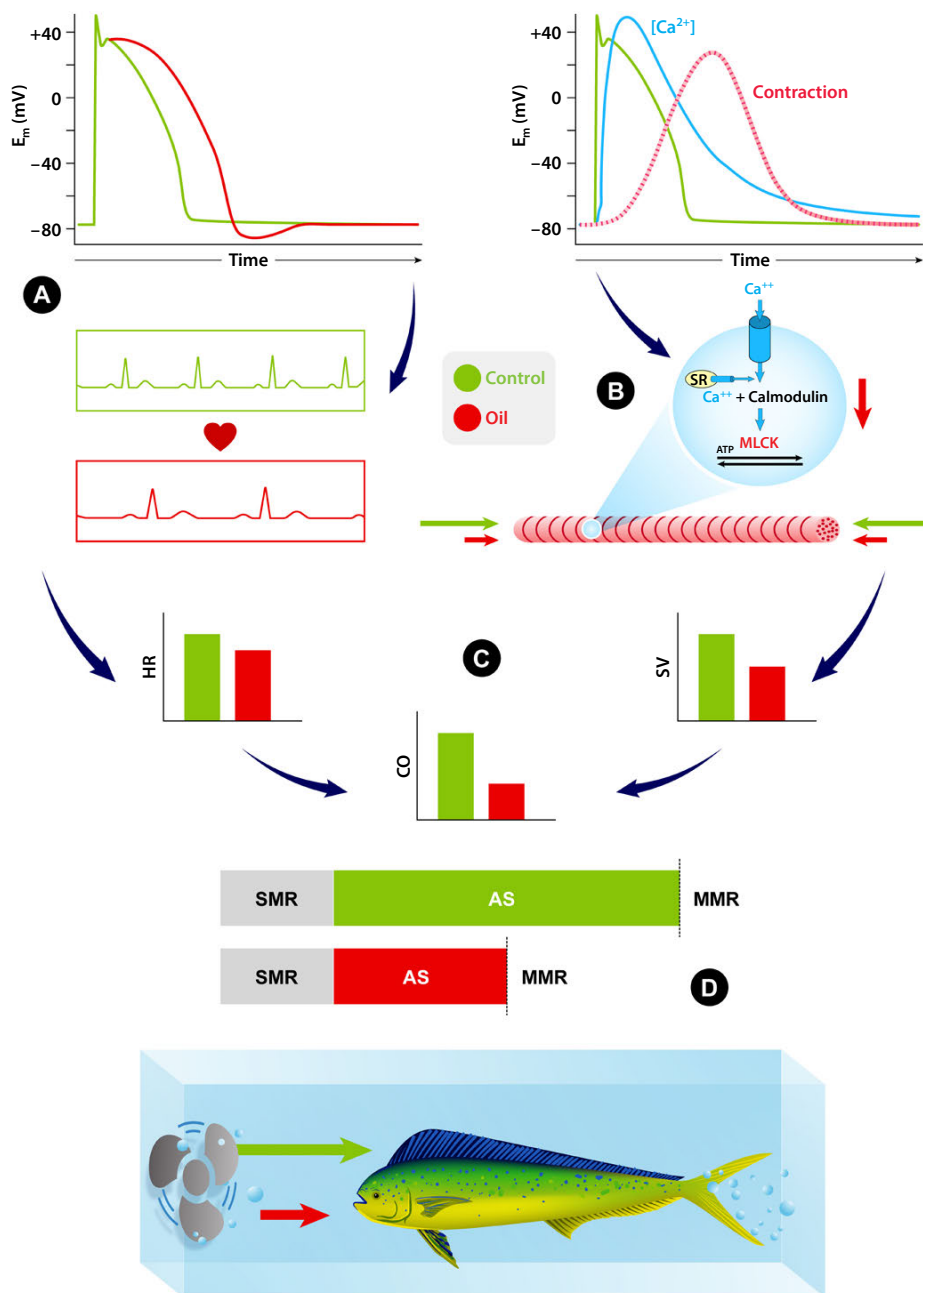 +40
0
−40
−80
Em (mV)
Time
+40
0
−40
−80
Em (mV)
[Ca2+]
Contraction
Time
A
Control
Oil
B
Ca++
SR
Ca++ + Calmodulin
MLCK
ATP
HR
C
SV
CO
SMR
AS
MMR
SMR
AS
MMR
D